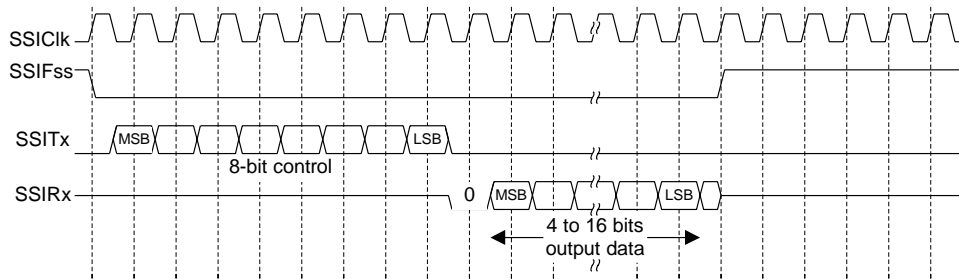 SSIClk
SSIFss
SSITx
MSB
LSB
8-bit control
SSIRx
0
MSB
LSB
4 to 16 bits
output data